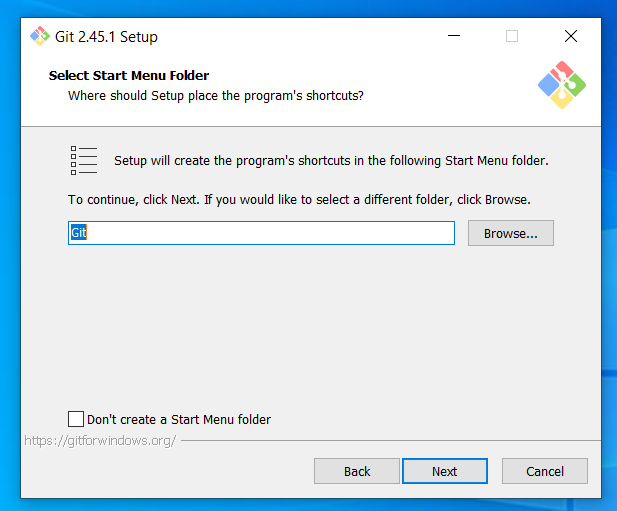 Git 2.45.1 Setup
Select Start Menu Folder
Where should Setup place the program's shortcuts?
Setup will create the program's shortcuts in the following Start Menu folder.
To continue, click Next. If you would like to select a different folder, click Browse.
Git
Browse...
Don't create a Start Menu folder
https://gitforwindows.org/
Back
Next
Cancel